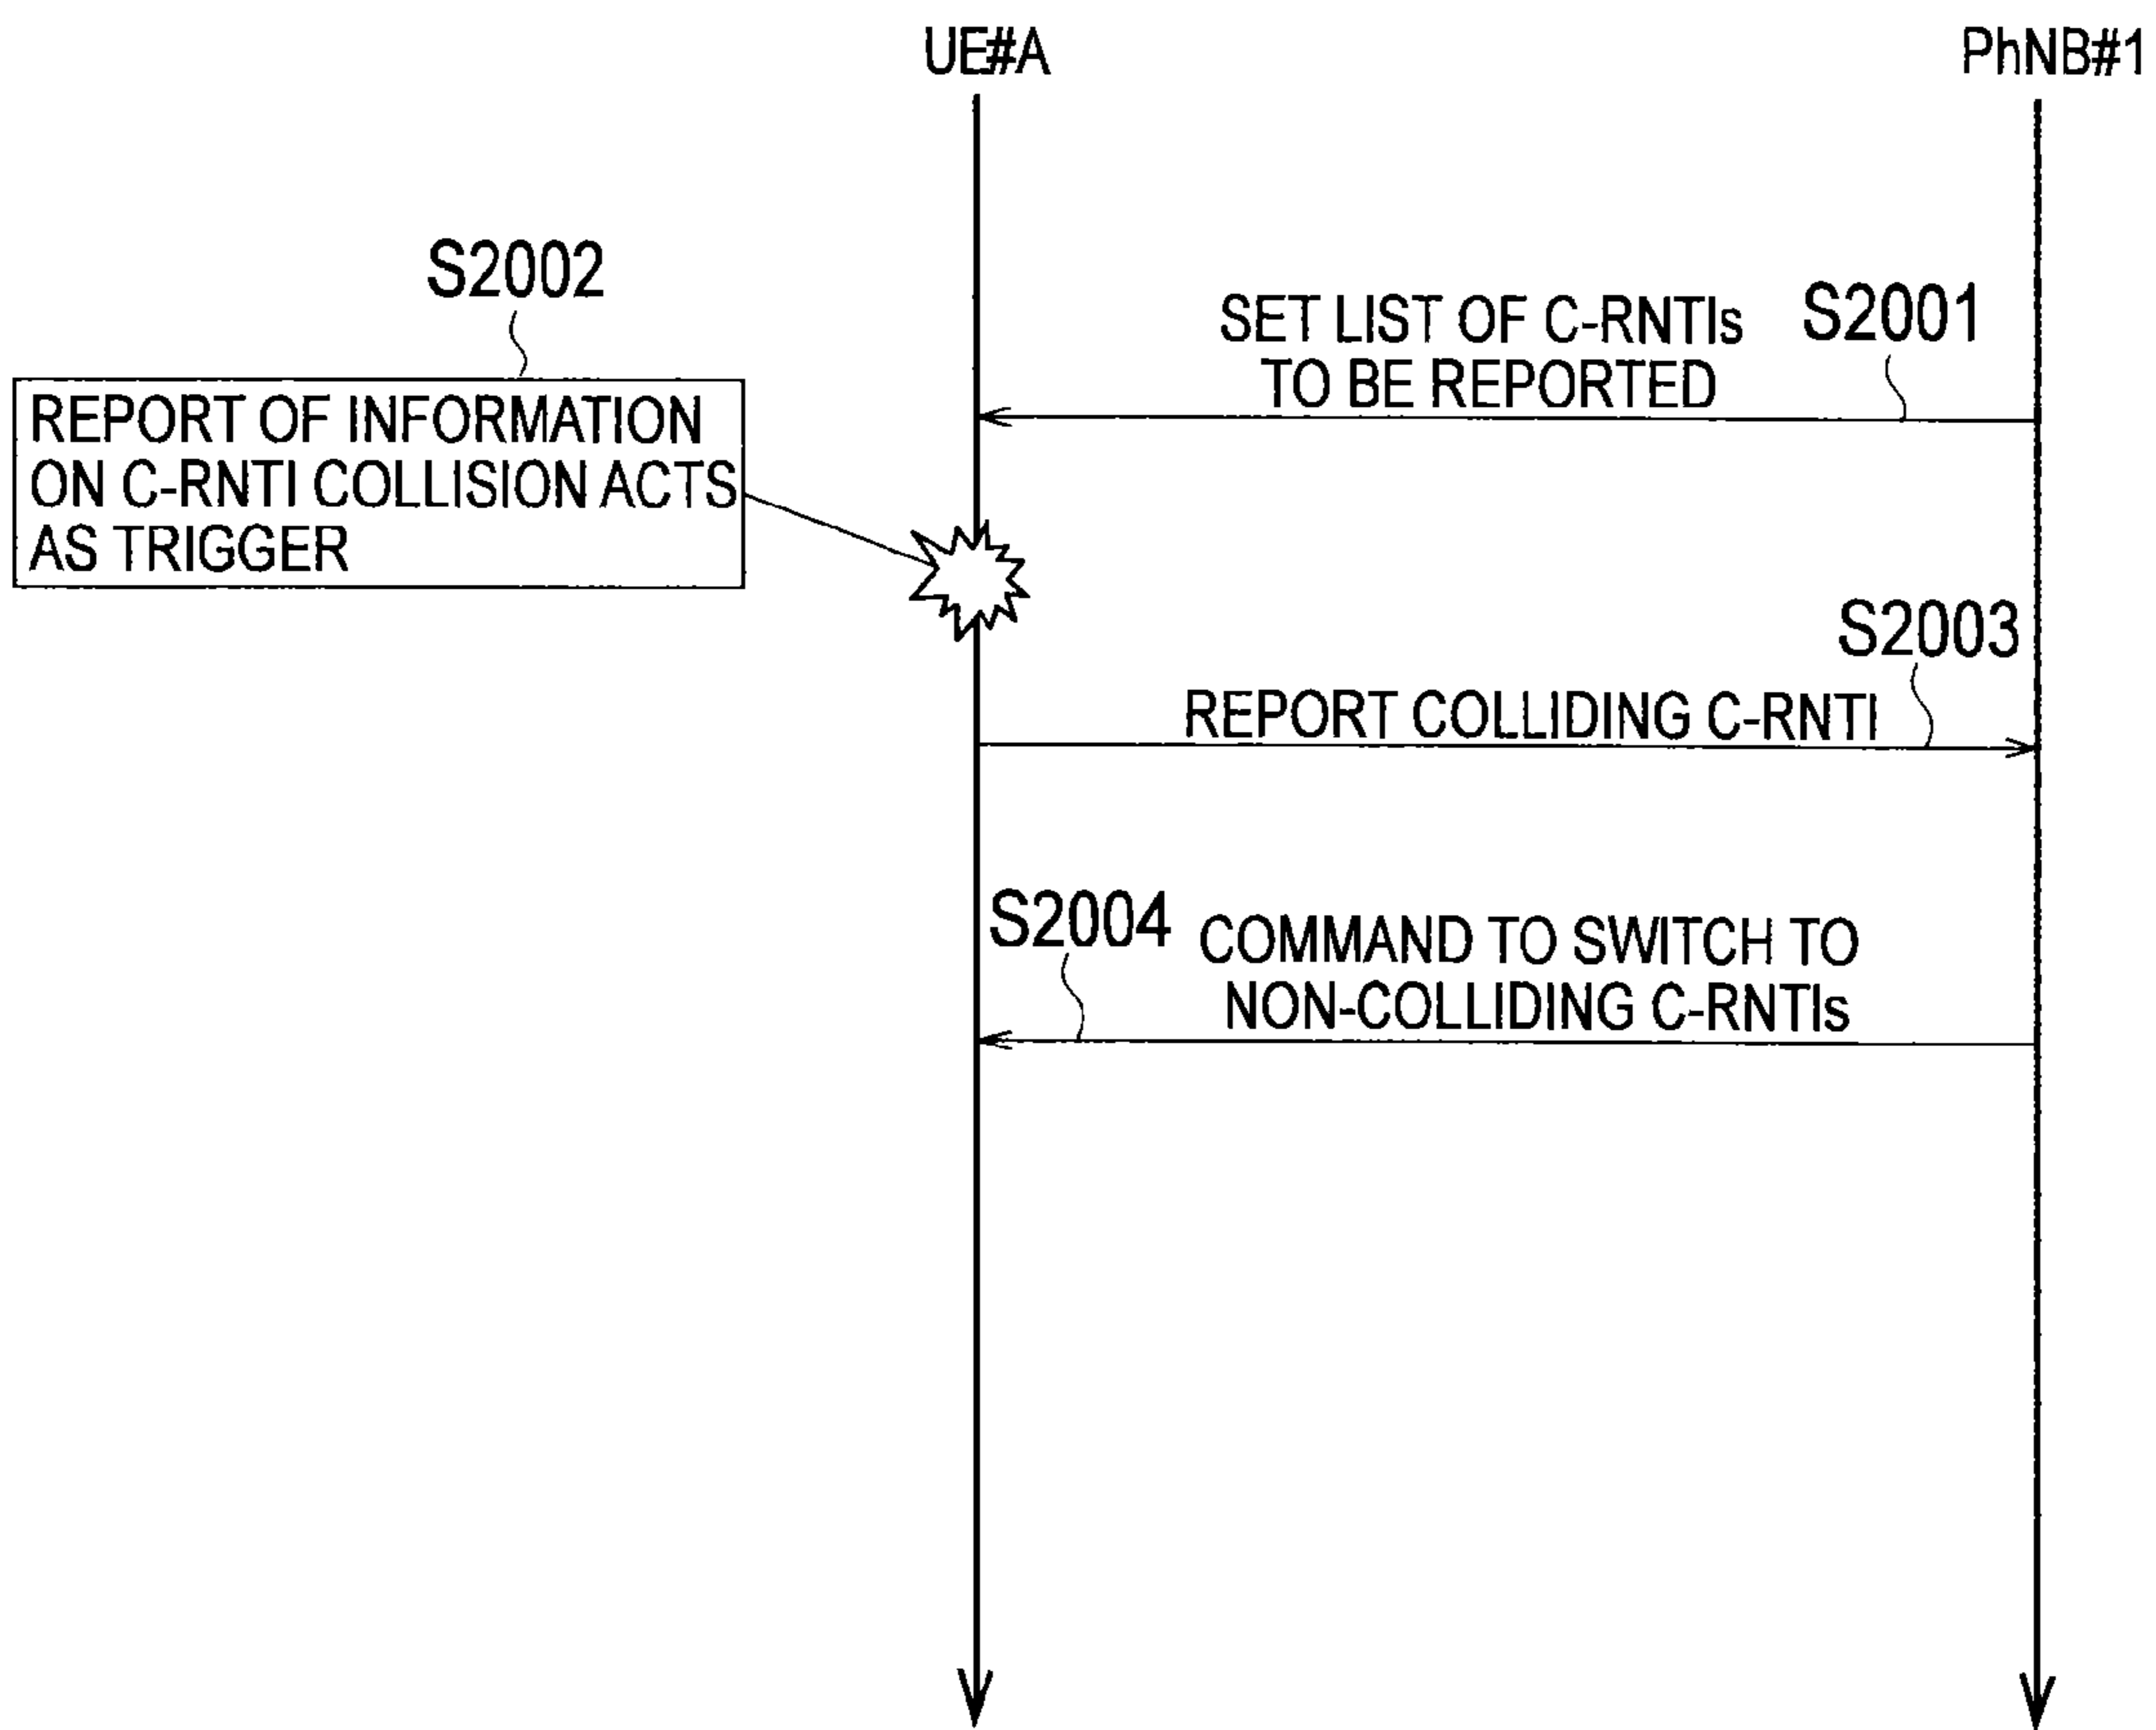 UE#A
PhNB#1
S2002
SET LIST OF C-RNTIs
TO BE REPORTED
S2001
REPORT OF INFORMATION
ON C-RNTI COLLISION ACTS
AS TRIGGER
S2003
REPORT COLLIDING C-RNTI
S2004
COMMAND TO SWITCH TO
NON-COLLIDING C-RNTIs